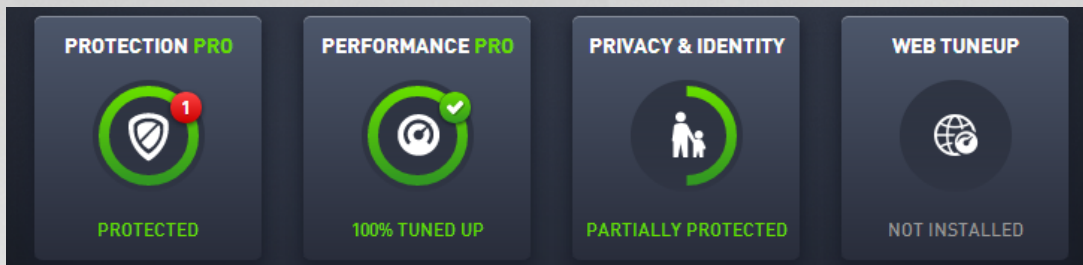 PROTECTION PRO
1
PROTECTED
PERFORMANCE PRO
100% TUNED UP
PRIVACY & IDENTITY
PARTIALLY PROTECTED
WEB TUNEUP
NOT INSTALLED